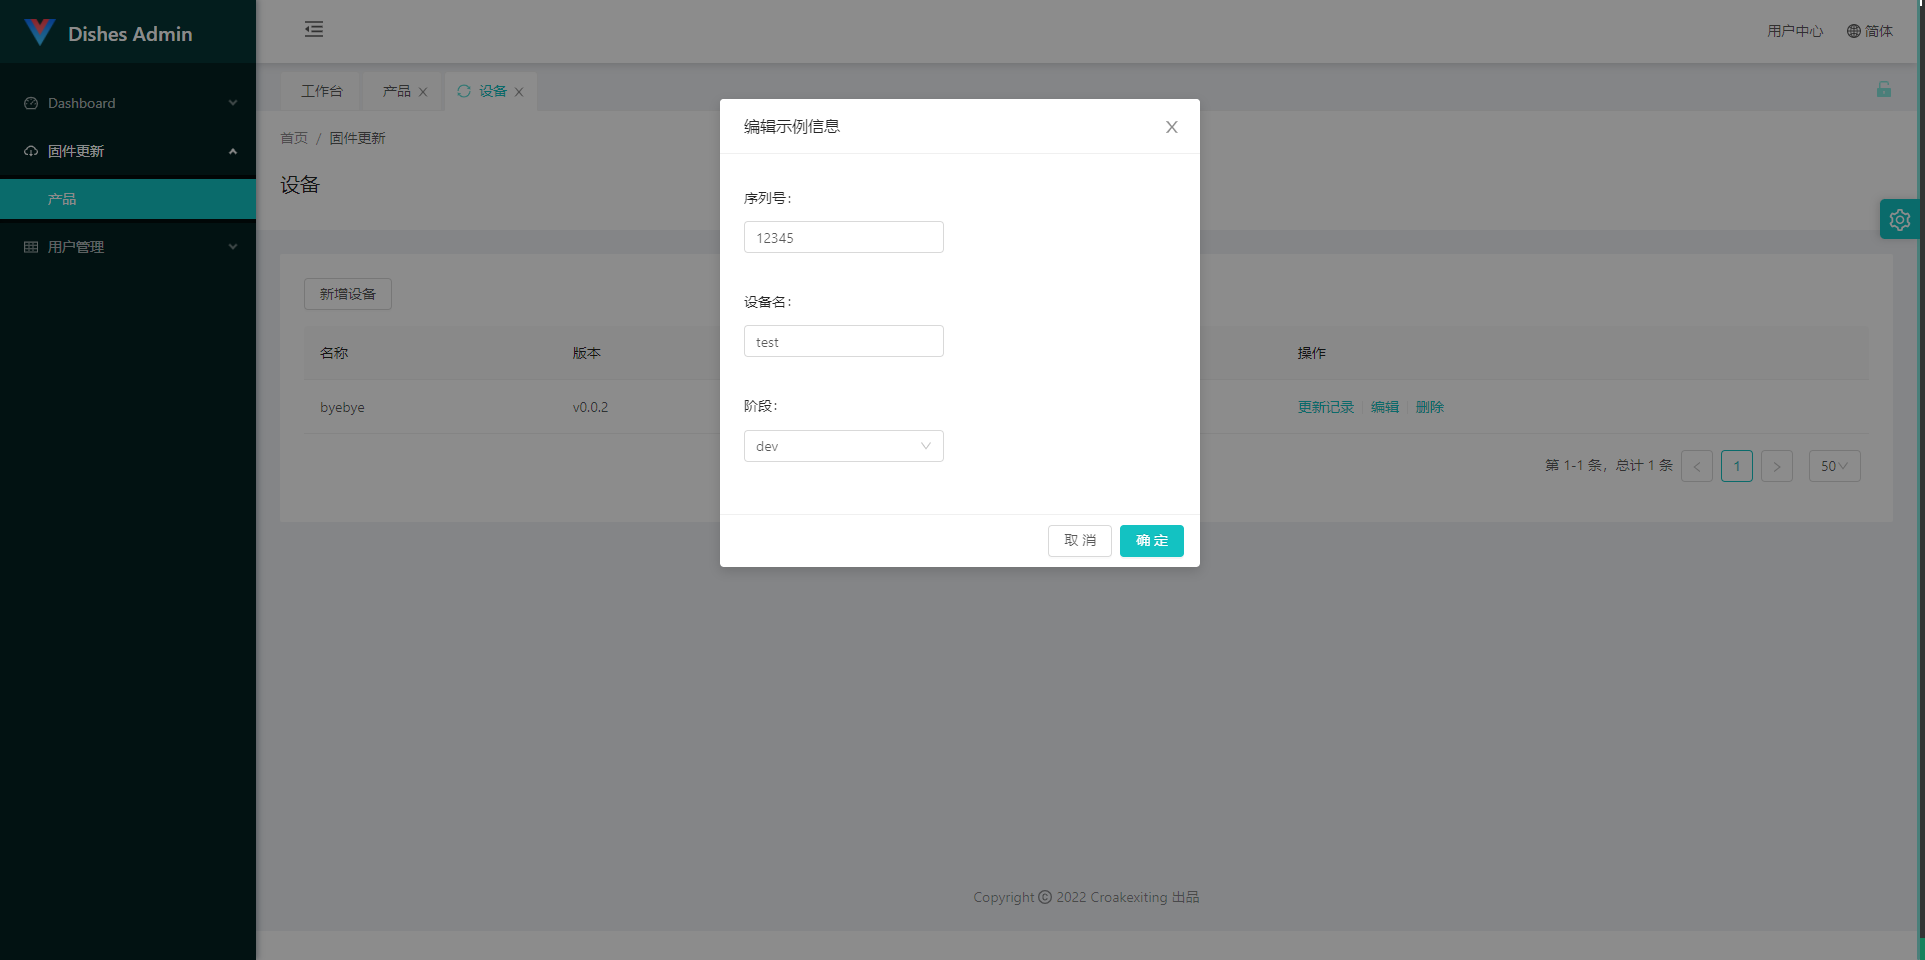 Dishes Admin
用户中心 简体
Dashboard
固件更新
产品
用户管理
工作台 产品 设备
首页 / 固件更新
设备
新增设备
名称 版本 操作
byebye v0.0.2 更新记录 编辑 删除
第 1-1 条，总计 1 条 < 1 > 50
编辑示例信息
序列号：
12345
设备名：
test
阶段：
dev
取 消 确 定
Copyright © 2022 Croakexiting 出品